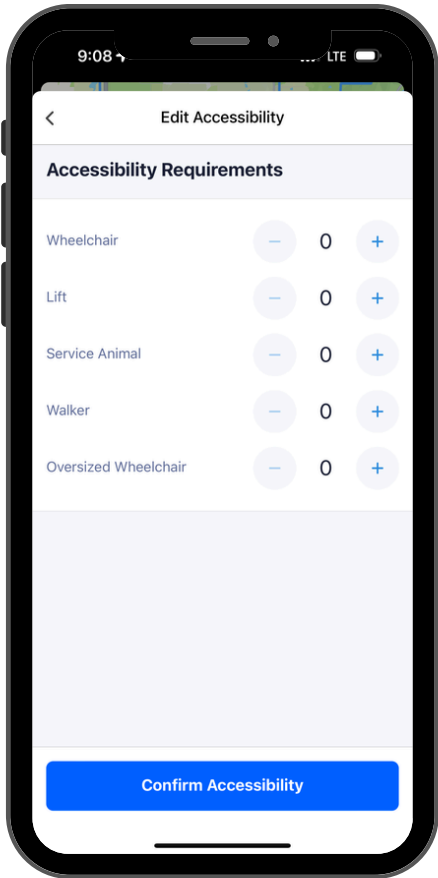 9:08 LTE
Edit Accessibility
Accessibility Requirements
Wheelchair − 0 +
Lift − 0 +
Service Animal − 0 +
Walker − 0 +
Oversized Wheelchair − 0 +
Confirm Accessibility